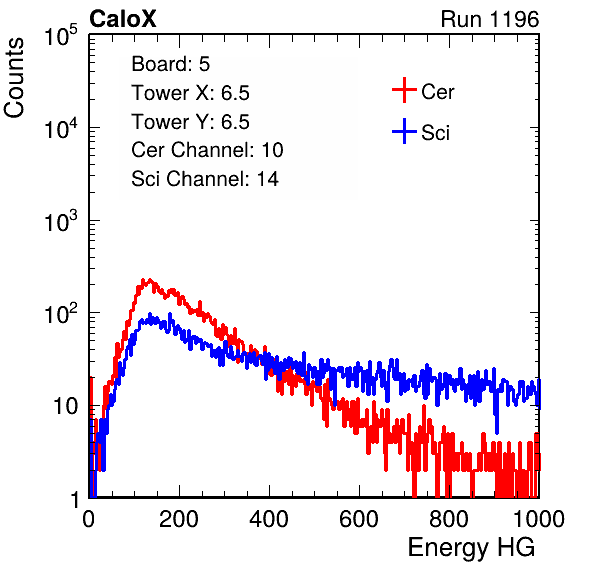 CaloX Run 1196
Counts
10^5
10^4
10^3
10^2
10
1
Board: 5
Tower X: 6.5
Tower Y: 6.5
Cer Channel: 10
Sci Channel: 14
Cer
Sci
0 200 400 600 800 1000
Energy HG